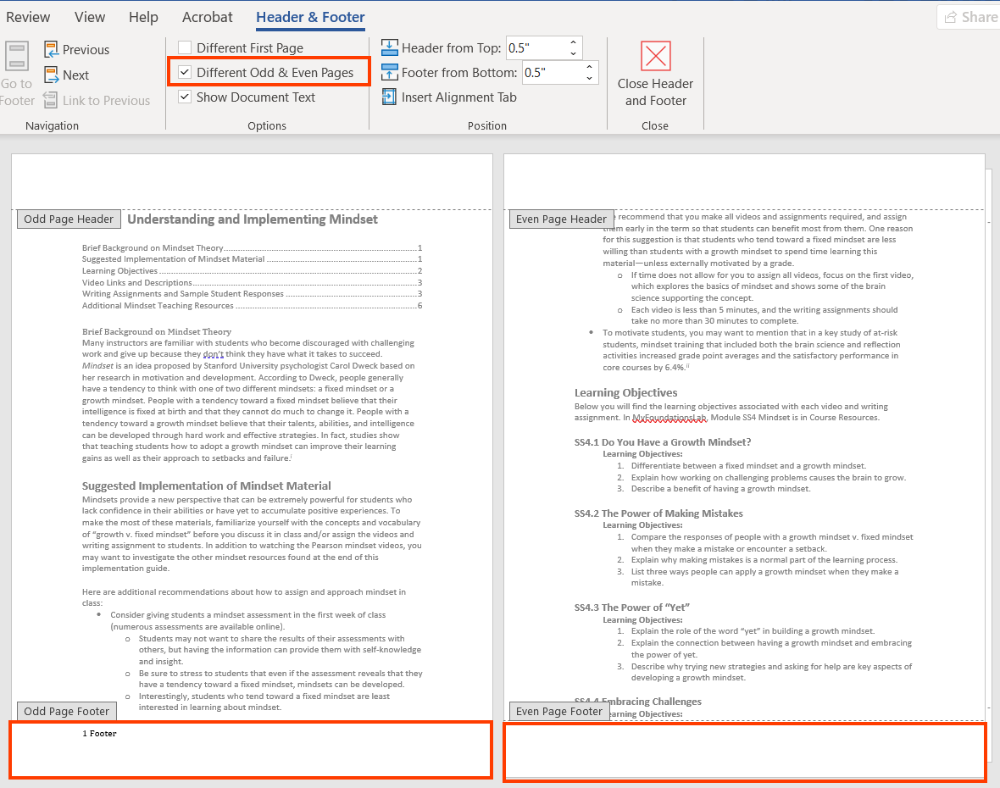 Review View Help Acrobat Header & Footer Share
Previous
Next
Go to
Footer
Link to Previous
Navigation
Different First Page
Different Odd & Even Pages
Show Document Text
Options
Header from Top: 0.5"
Footer from Bottom: 0.5"
Insert Alignment Tab
Position
Close Header
and Footer
Close
Odd Page Header
Understanding and Implementing Mindset
Brief Background on Mindset Theory.....1
Suggested Implementation of Mindset Material.....1
Learning Objectives.....2
Video Links and Descriptions.....3
Writing Assignments and Sample Student Responses.....3
Additional Mindset Teaching Resources.....6
Brief Background on Mindset Theory
Many instructors are familiar with students who become discouraged with challenging
work and give up because they don't think they have what it takes to succeed.
Mindset is an idea proposed by Stanford University psychologist Carol Dweck based on
her research in motivation and development. According to Dweck, people generally
have a tendency to think with one of two different mindsets: a fixed mindset or a
growth mindset. People with a tendency toward a fixed mindset believe that their
intelligence is fixed at birth and that they cannot do much to change it. People with a
tendency toward a growth mindset believe that their talents, abilities, and intelligence
can be developed through hard work and effective strategies. In fact, studies show
that teaching students how to adopt a growth mindset can improve their learning
gains as well as their approach to setbacks and failure.i
Suggested Implementation of Mindset Material
Mindsets provide a new perspective that can be extremely powerful for students who
lack confidence in their abilities or have yet to accumulate positive experiences. To
make the most of these materials, familiarize yourself with the concepts and vocabulary
of “growth v. fixed mindset” before you discuss it in class and/or assign the videos and
writing assignment to students. In addition to watching the Pearson mindset videos, you
may want to investigate the other mindset resources found at the end of this
implementation guide.
Here are additional recommendations about how to assign and approach mindset in
class:
• Consider giving students a mindset assessment in the first week of class
(numerous assessments are available online).
o Students may not want to share the results of their assessments with
others, but having the information can provide them with self-knowledge
and insight.
o Be sure to stress to students that even if the assessment reveals that they
have a tendency toward a fixed mindset, mindsets can be developed.
o Interestingly, students who tend toward a fixed mindset are least
interested in learning about mindset.
Odd Page Footer
1 Footer
Even Page Header
recommend that you make all videos and assignments required, and assign
them early in the term so that students can benefit most from them. One reason
for this suggestion is that students who tend toward a fixed mindset are less
willing than students with a growth mindset to spend time learning this
material—unless externally motivated by a grade.
o If time does not allow for you to assign all videos, focus on the first video,
which explores the basics of mindset and shows some of the brain
science supporting the concept.
o Each video is less than 5 minutes, and the writing assignments should
take no more than 30 minutes to complete.
• To motivate students, you may want to mention that in a key study of at-risk
students, mindset training that included both the brain science and reflection
activities increased grade point averages and the satisfactory performance in
core courses by 6.4%.ii
Learning Objectives
Below you will find the learning objectives associated with each video and writing
assignment. In MyFoundationsLab, Module SS4 Mindset is in Course Resources.
SS4.1 Do You Have a Growth Mindset?
Learning Objectives:
1. Differentiate between a fixed mindset and a growth mindset.
2. Explain how working on challenging problems causes the brain to grow.
3. Describe a benefit of having a growth mindset.
SS4.2 The Power of Making Mistakes
Learning Objectives:
1. Compare the responses of people with a growth mindset v. fixed mindset
when they make a mistake or encounter a setback.
2. Explain why making mistakes is a normal part of the learning process.
3. List three ways people can apply a growth mindset when they make a
mistake.
SS4.3 The Power of “Yet”
Learning Objectives:
1. Explain the role of the word “yet” in building a growth mindset.
2. Explain the connection between having a growth mindset and embracing
the power of yet.
3. Describe why trying new strategies and asking for help are key aspects of
developing a growth mindset.
SS4.4 Embracing Challenges
Learning Objectives:
Even Page Footer